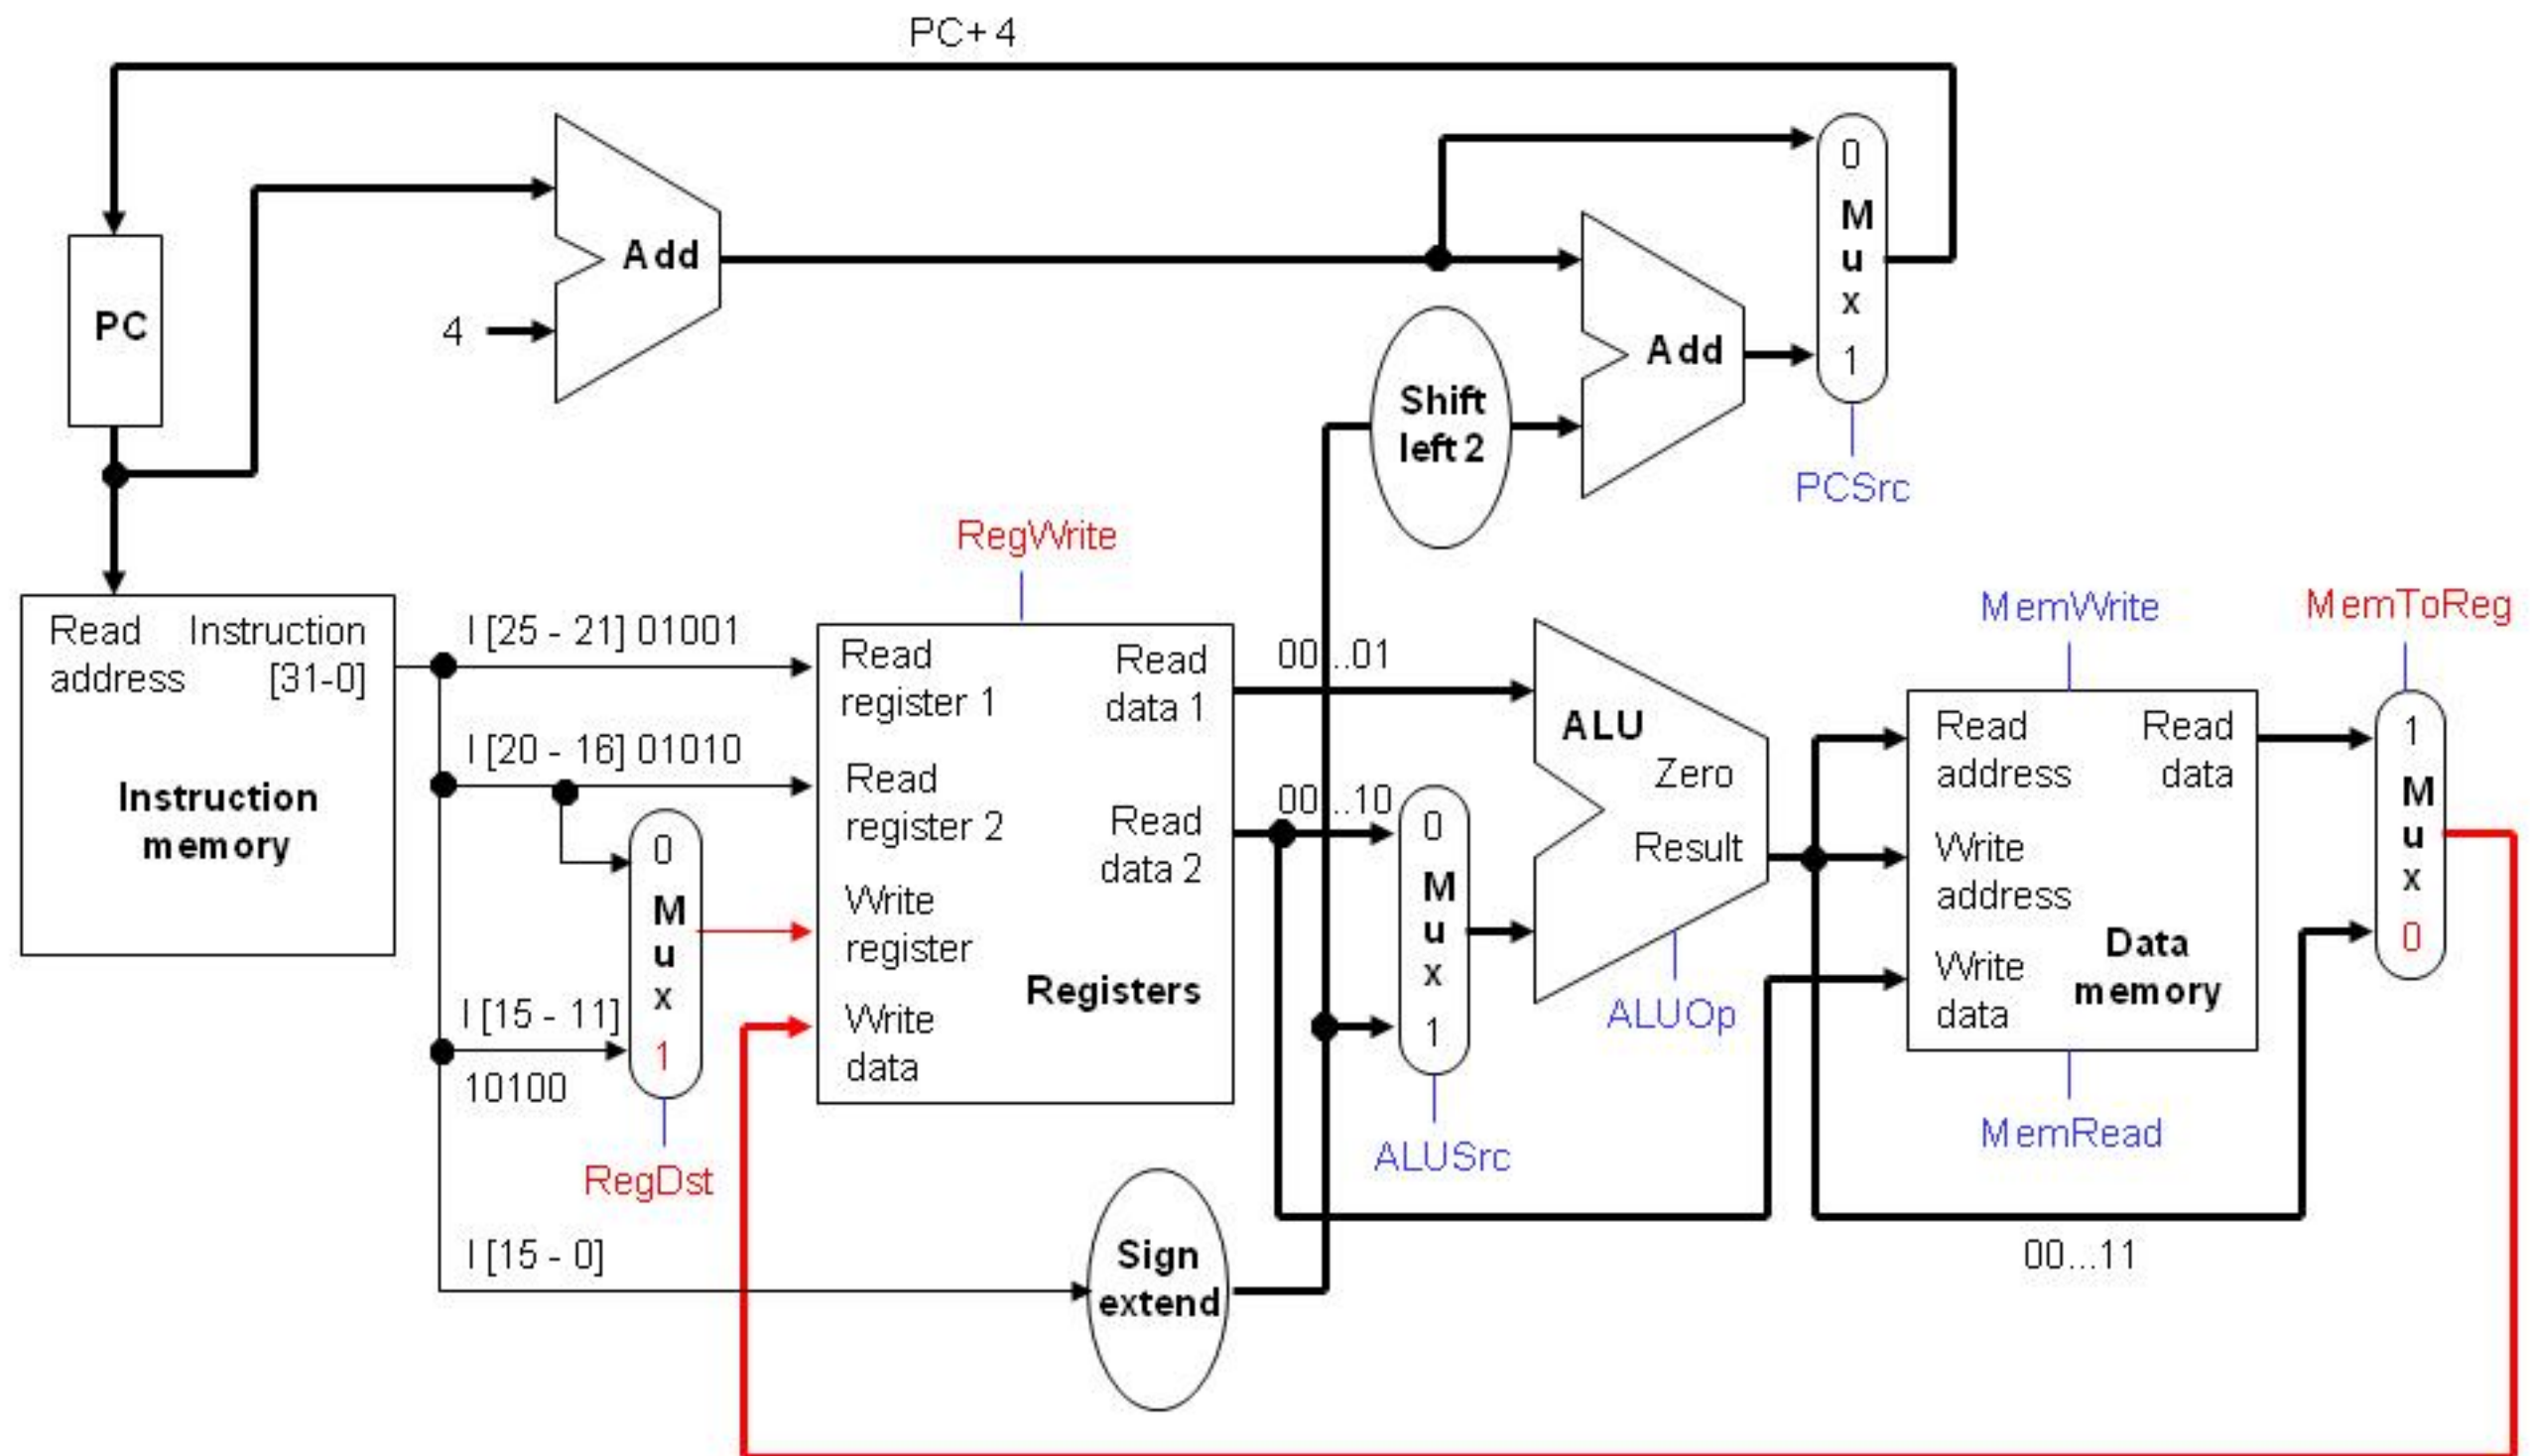 PC+ 4
0
M
u
x
1
Add
4
PC
Add
Shift
left 2
PCSrc
RegWrite
Read
address
Instruction
[31-0]
Instruction
memory
I [25 - 21] 01001
I [20 - 16] 01010
0
M
u
x
1
I [15 - 11]
10100
RegDst
I [15 - 0]
Read
register 1
Read
data 1
Read
register 2
Read
data 2
Write
register
Registers
Write
data
Sign
extend
00...01
00...10
0
M
u
x
1
ALUSrc
ALU
Zero
Result
ALUOp
MemWrite
Read
address
Read
data
Write
address
Data
memory
Write
data
MemRead
MemToReg
1
M
u
x
0
00...11